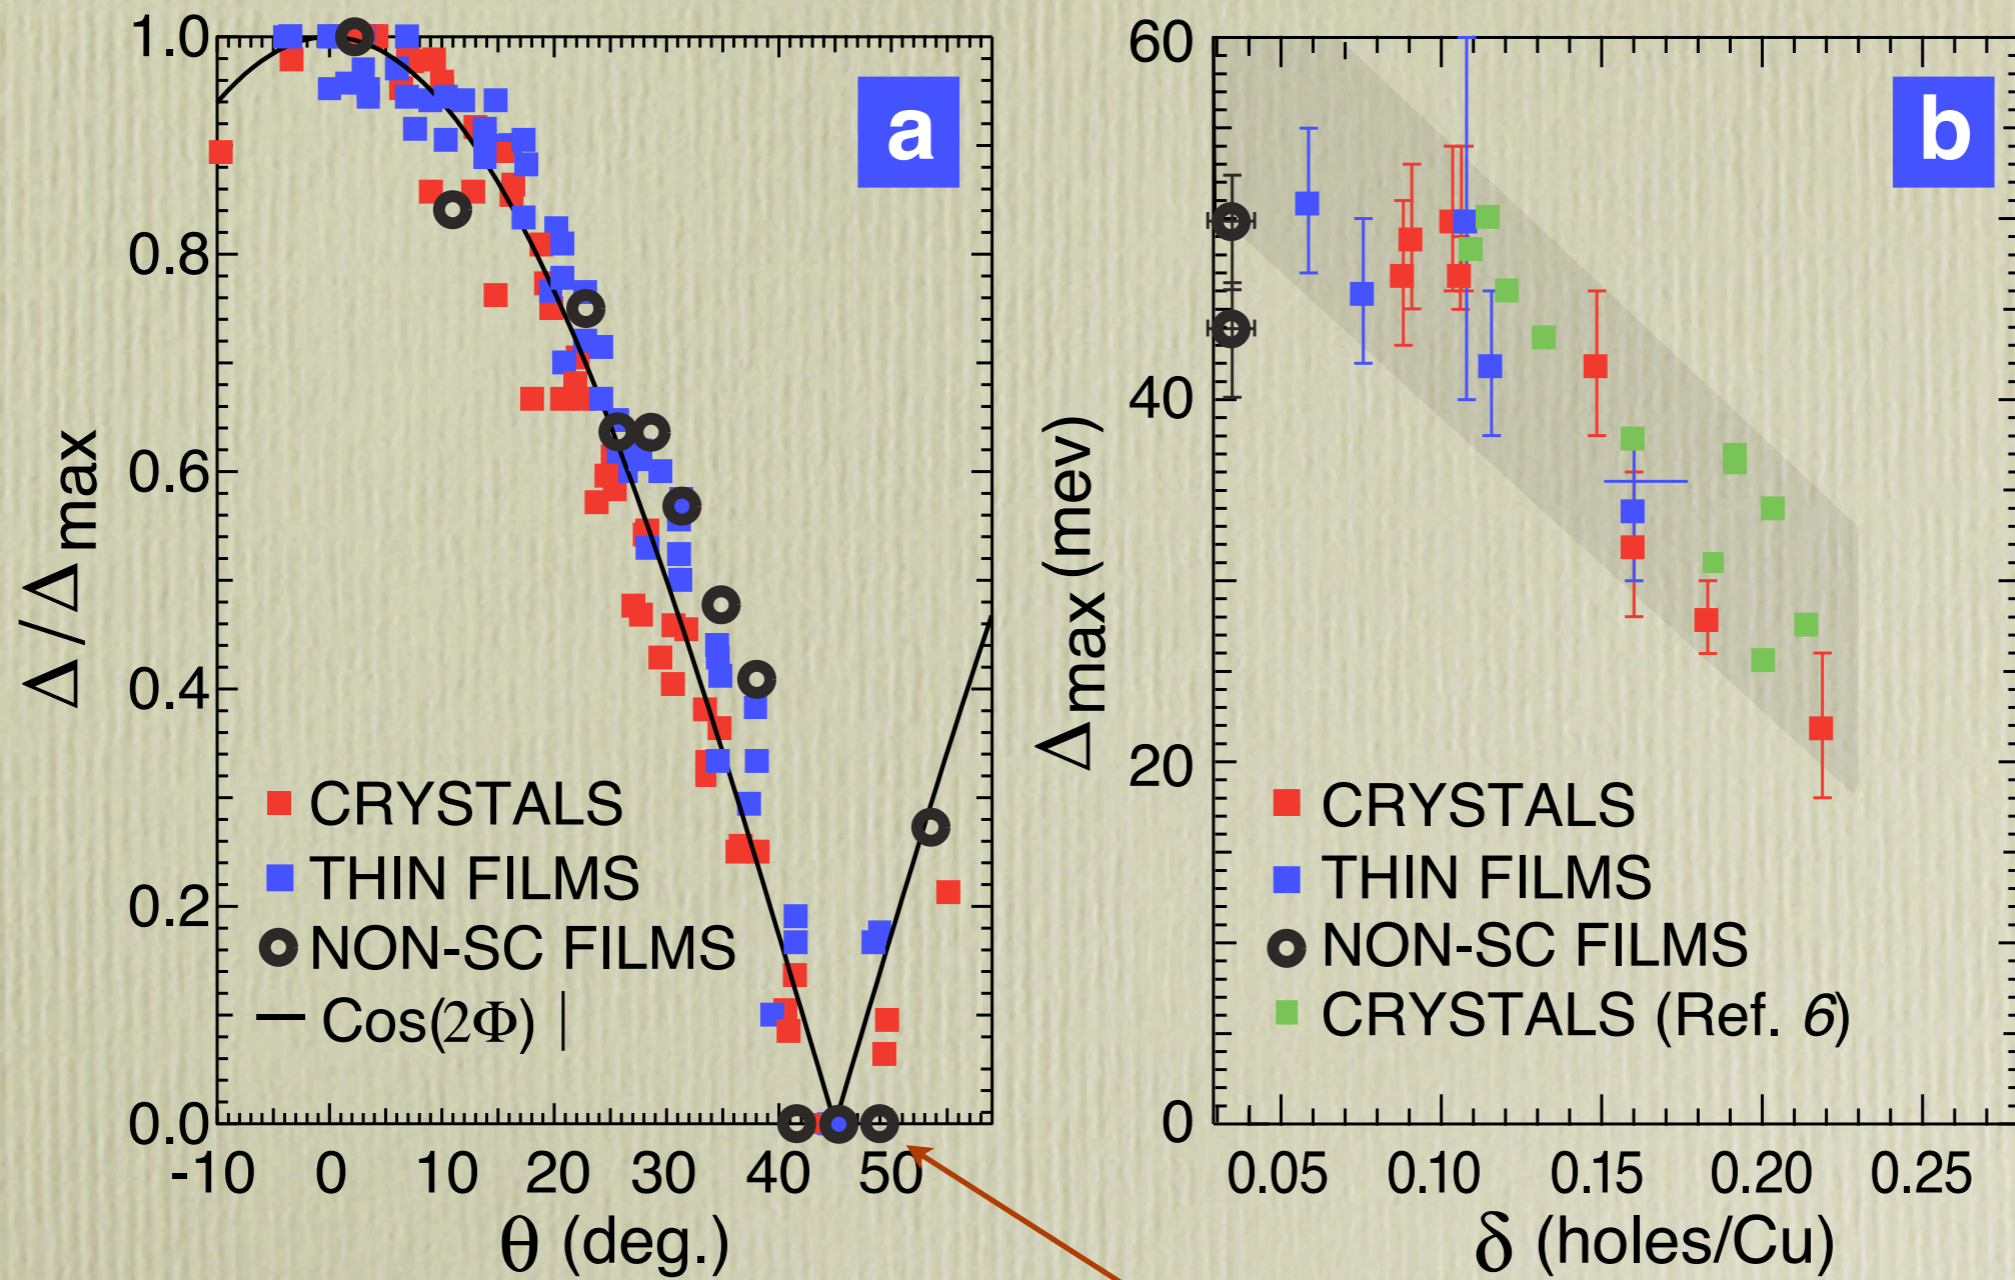 a
1.0
0.8
0.6
0.4
0.2
0.0
Δ/Δmax
CRYSTALS
THIN FILMS
NON-SC FILMS
Cos(2Φ) |
-10 0 10 20 30 40 50
θ (deg.)
b
60
40
20
0
Δmax (mev)
CRYSTALS
THIN FILMS
NON-SC FILMS
CRYSTALS (Ref. 6)
0.05 0.10 0.15 0.20 0.25
δ (holes/Cu)